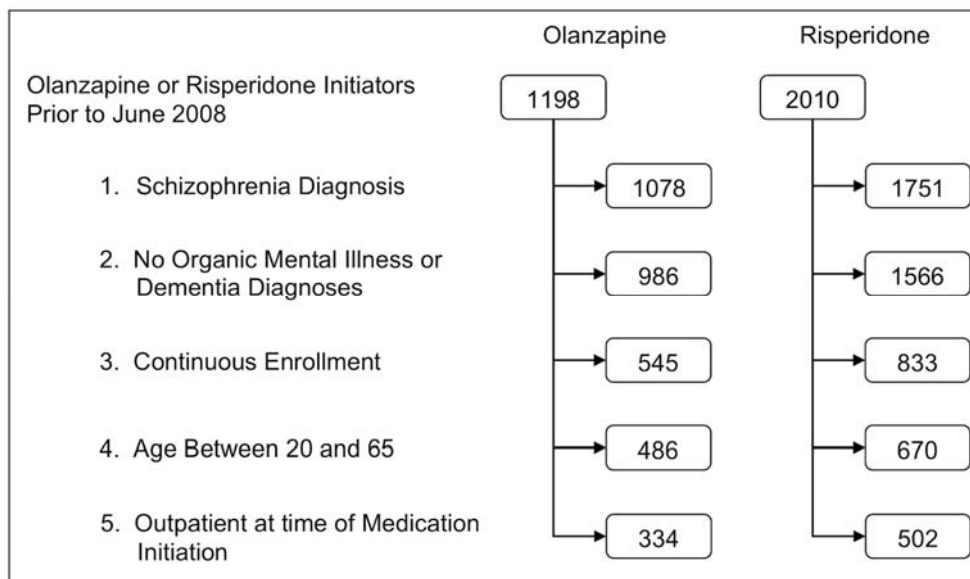 Olanzapine Risperidone
Olanzapine or Risperidone Initiators
Prior to June 2008
1198 2010
1. Schizophrenia Diagnosis 1078 1751
2. No Organic Mental Illness or
Dementia Diagnoses 986 1566
3. Continuous Enrollment 545 833
4. Age Between 20 and 65 486 670
5. Outpatient at time of Medication
Initiation 334 502